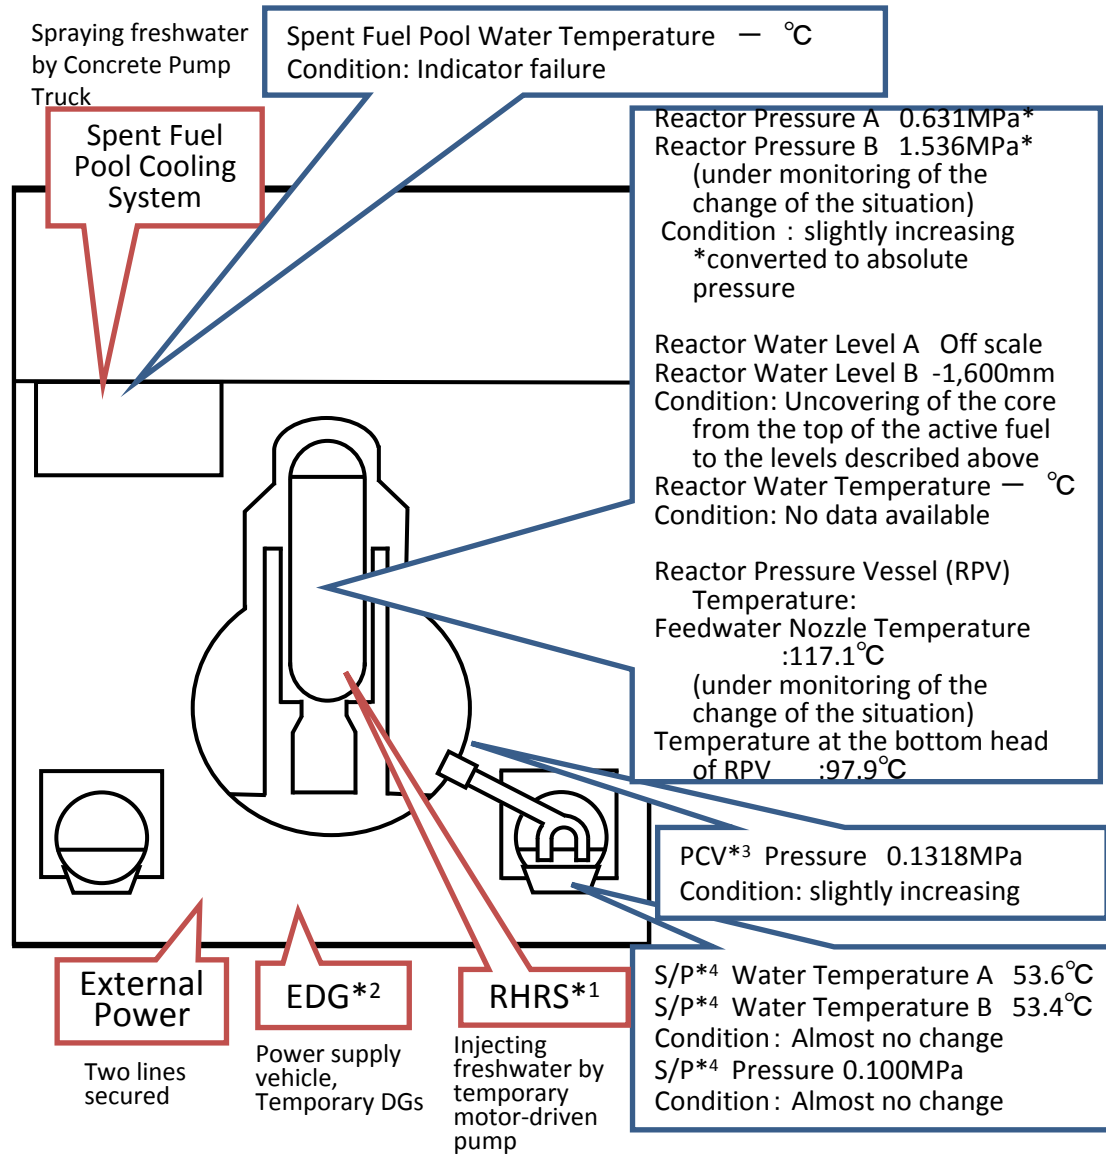 Spraying freshwater
by Concrete Pump
Truck
Spent Fuel Pool Water Temperature － ℃
Condition: Indicator failure
Spent Fuel
Pool Cooling
System
Reactor Pressure A 0.631MPa*
Reactor Pressure B 1.536MPa*
(under monitoring of the
change of the situation)
Condition：slightly increasing
*converted to absolute
pressure
Reactor Water Level A Off scale
Reactor Water Level B -1,600mm
Condition: Uncovering of the core
from the top of the active fuel
to the levels described above
Reactor Water Temperature － ℃
Condition: No data available
Reactor Pressure Vessel (RPV)
Temperature:
Feedwater Nozzle Temperature
:117.1℃
(under monitoring of the
change of the situation)
Temperature at the bottom head
of RPV :97.9℃
PCV*3 Pressure 0.1318MPa
Condition: slightly increasing
S/P*4 Water Temperature A 53.6℃
S/P*4 Water Temperature B 53.4℃
Condition：Almost no change
S/P*4 Pressure 0.100MPa
Condition：Almost no change
External
Power
Two lines
secured
EDG*2
Power supply
vehicle,
Temporary DGs
RHRS*1
Injecting
freshwater by
temporary
motor-driven
pump